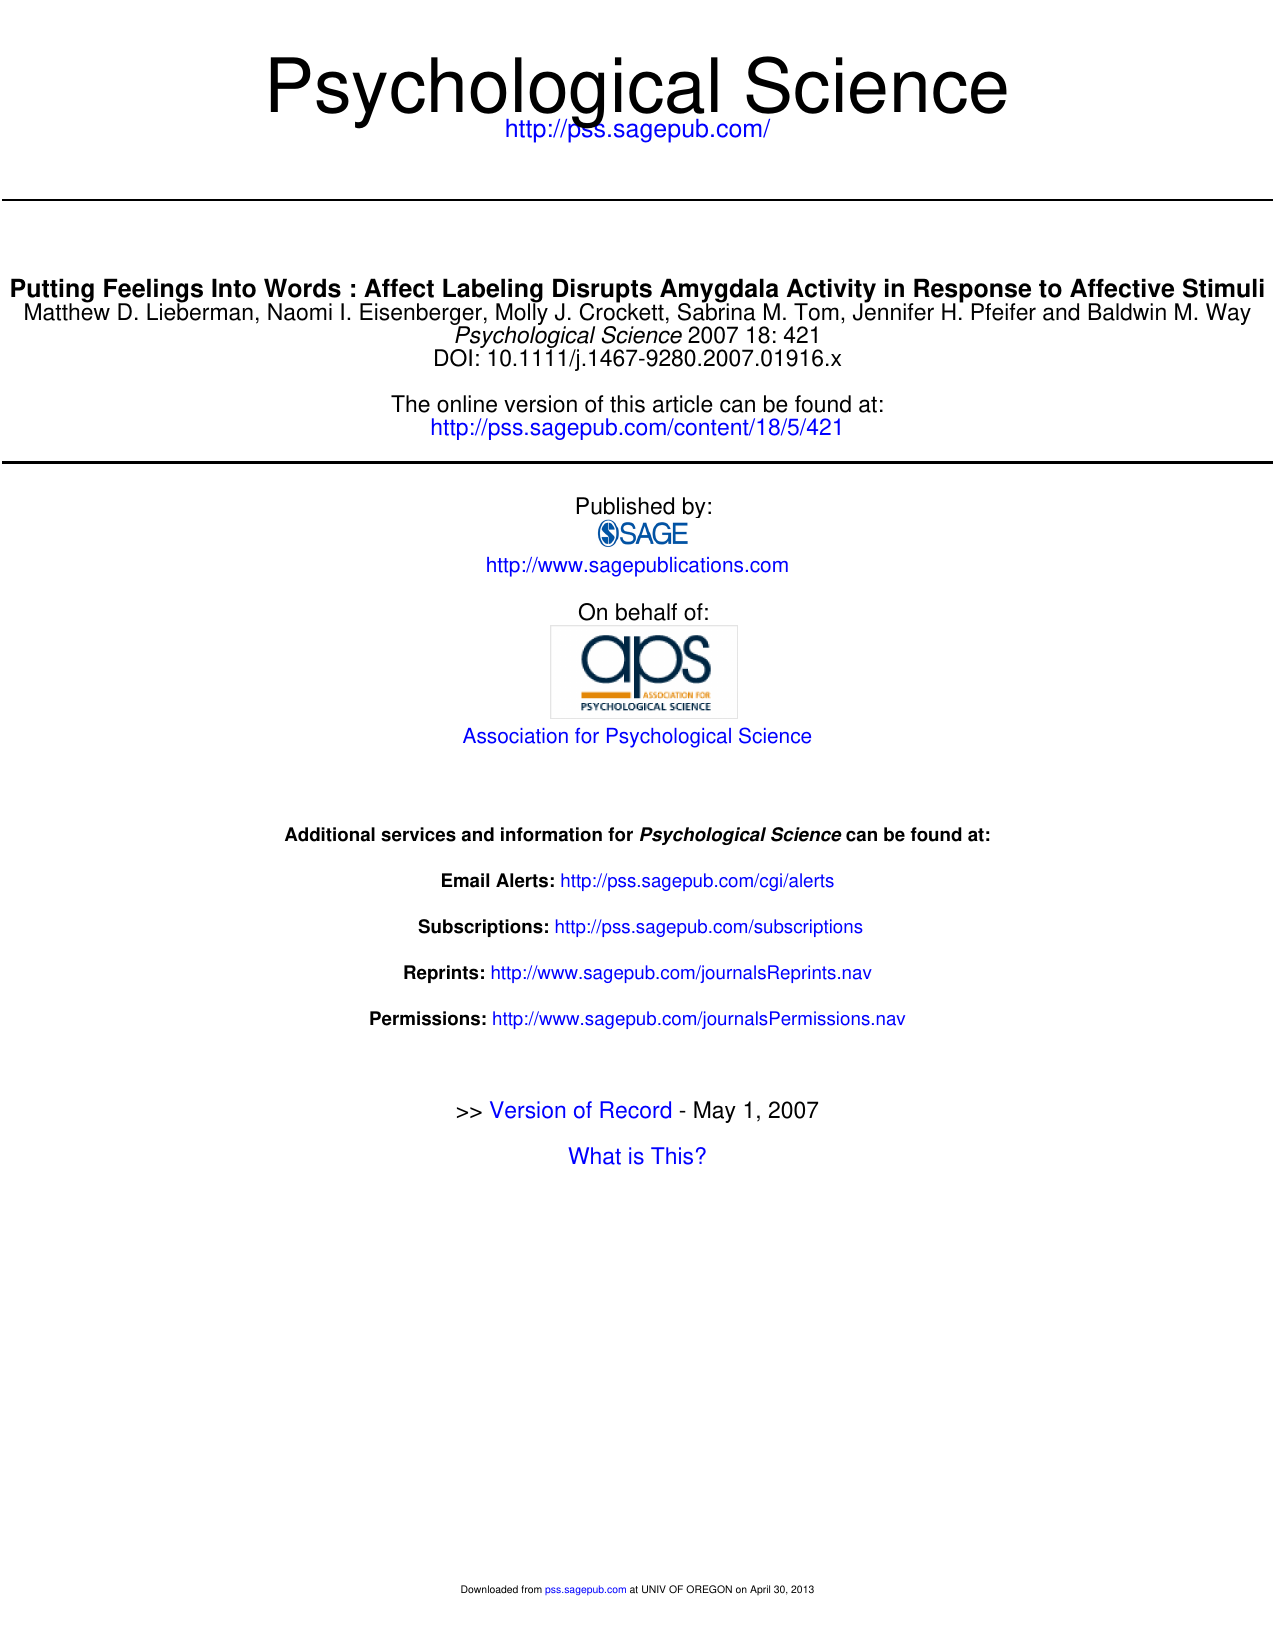 Psychological Science
http://pss.sagepub.com/
Putting Feelings Into Words : Affect Labeling Disrupts Amygdala Activity in Response to Affective Stimuli
Matthew D. Lieberman, Naomi I. Eisenberger, Molly J. Crockett, Sabrina M. Tom, Jennifer H. Pfeifer and Baldwin M. Way
Psychological Science 2007 18: 421
DOI: 10.1111/j.1467-9280.2007.01916.x
The online version of this article can be found at:
http://pss.sagepub.com/content/18/5/421
Published by:
SAGE
http://www.sagepublications.com
On behalf of:
aps
ASSOCIATION FOR
PSYCHOLOGICAL SCIENCE
Association for Psychological Science
Additional services and information for Psychological Science can be found at:
Email Alerts: http://pss.sagepub.com/cgi/alerts
Subscriptions: http://pss.sagepub.com/subscriptions
Reprints: http://www.sagepub.com/journalsReprints.nav
Permissions: http://www.sagepub.com/journalsPermissions.nav
>> Version of Record - May 1, 2007
What is This?
Downloaded from pss.sagepub.com at UNIV OF OREGON on April 30, 2013